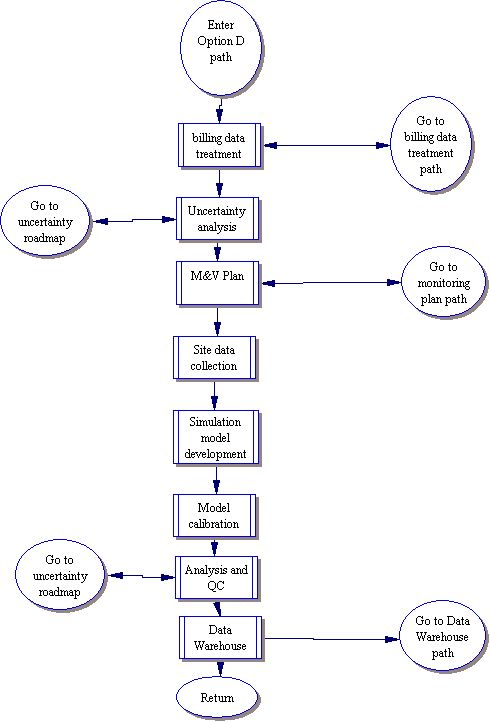 Enter
Option D
path
billing data
treatment
Go to
billing data
treatment
path
Go to
uncertainty
roadmap
Uncertainty
analysis
M&V Plan
Go to
monitoring
plan path
Site data
collection
Simulation
model
development
Model
calibration
Go to
uncertainty
roadmap
Analysis and
QC
Data
Warehouse
Go to Data
Warehouse
path
Return